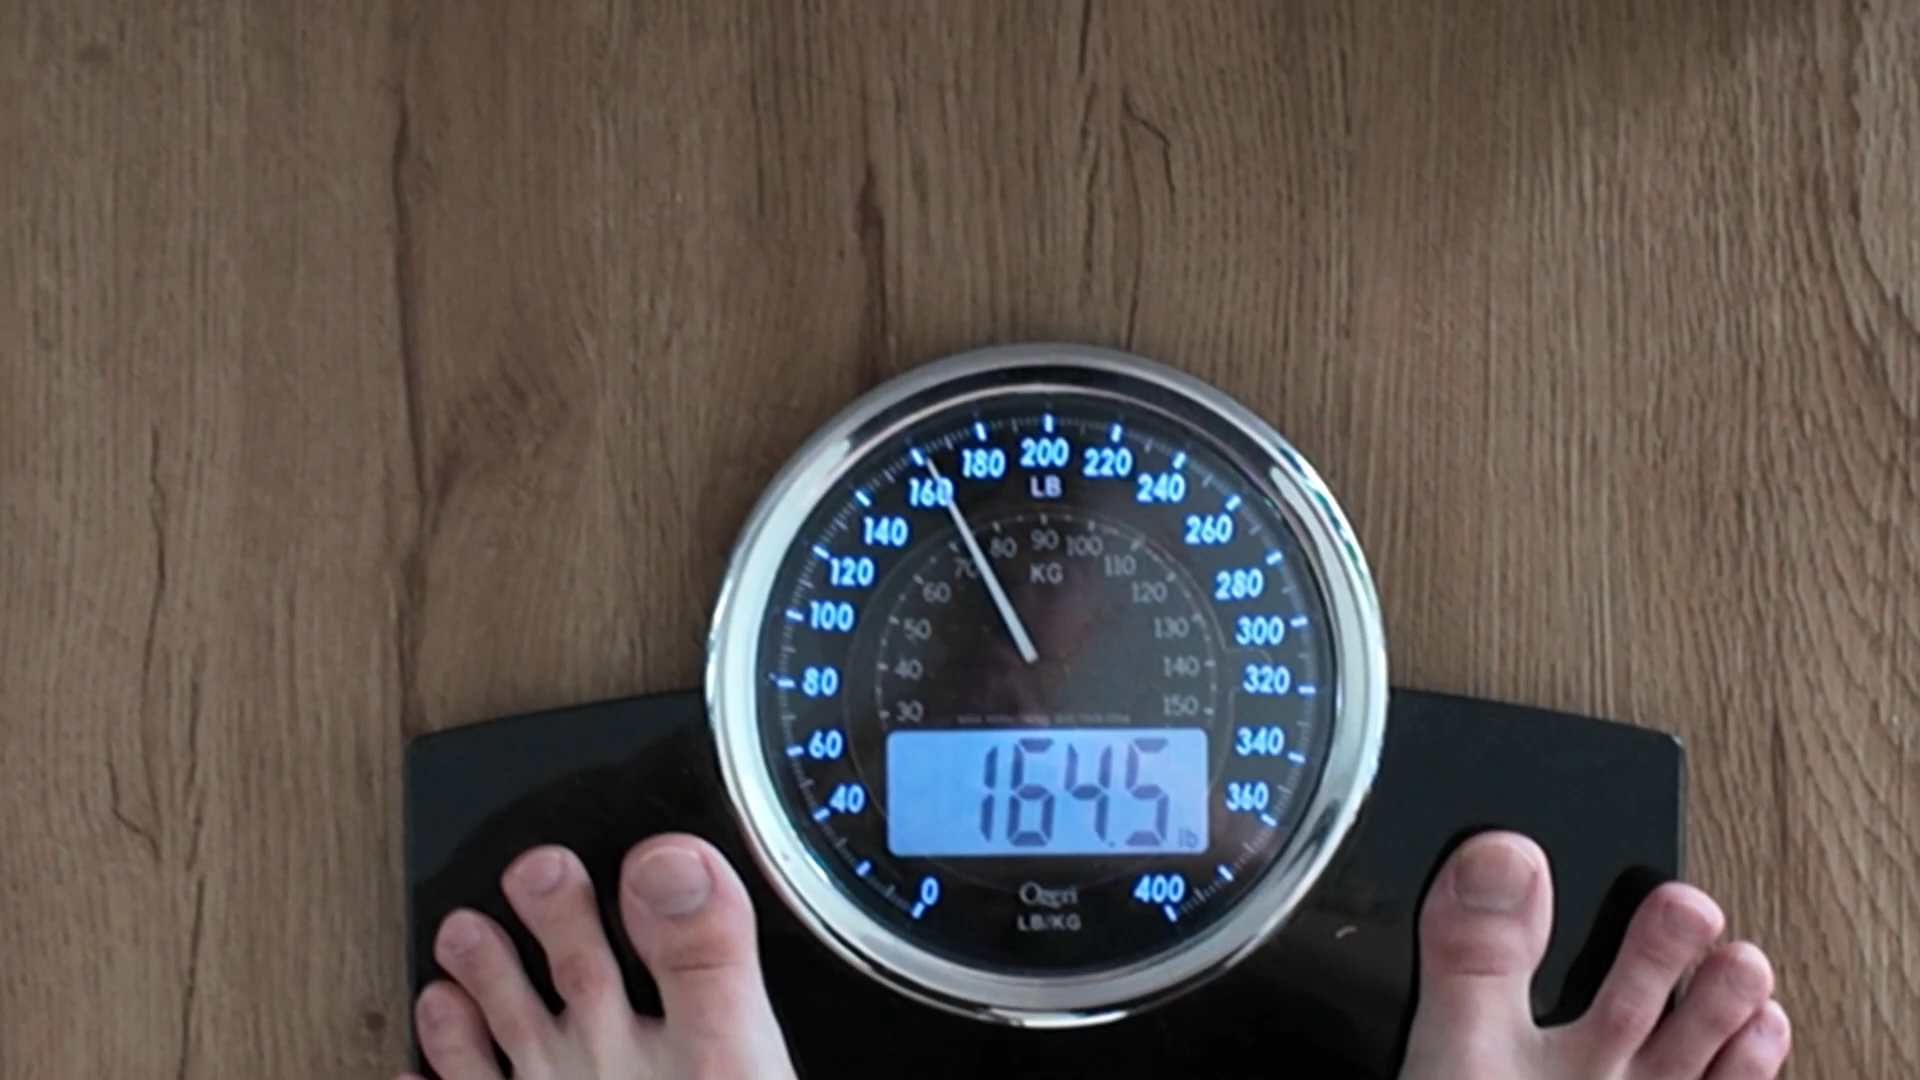 180 200 220
160 LB 240
140 260
120 280
100 300
80 320
60 340
40 360
0 400
80 90 100
70 KG 110
60 120
50 130
40 140
30 150
164.5 lb
Ozeri
LB/KG